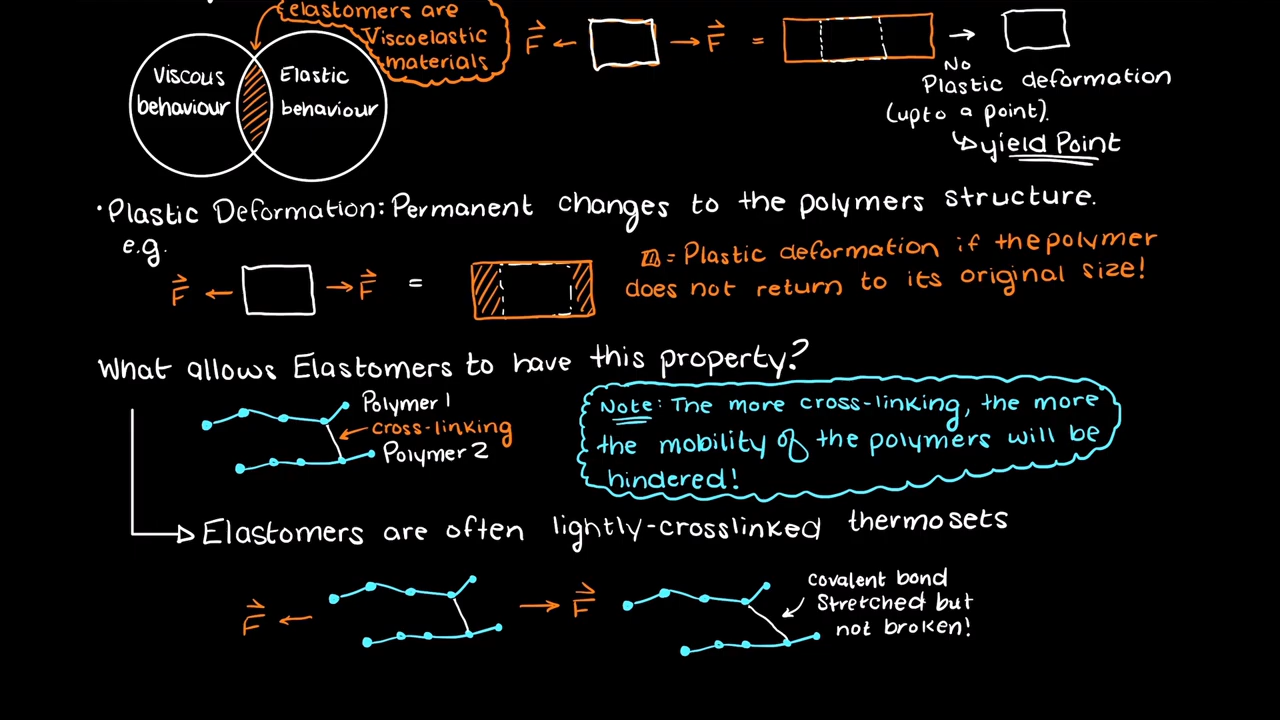 elastomers are
Viscoelastic
materials
Viscous
behaviour
Elastic
behaviour
F ← → F = →
No
Plastic deformation
(upto a point).
↳ yield Point
• Plastic Deformation: Permanent changes to the polymers structure.
e.g.
F ← → F =
= Plastic deformation if the polymer
does not return to its original size!
What allows Elastomers to have this property?
Polymer 1
cross-linking
Polymer 2
Note: The more cross-linking, the more
the mobility of the polymers will be
hindered!
Elastomers are often lightly-crosslinked thermosets
F ← → F
covalent bond
Stretched but
not broken!